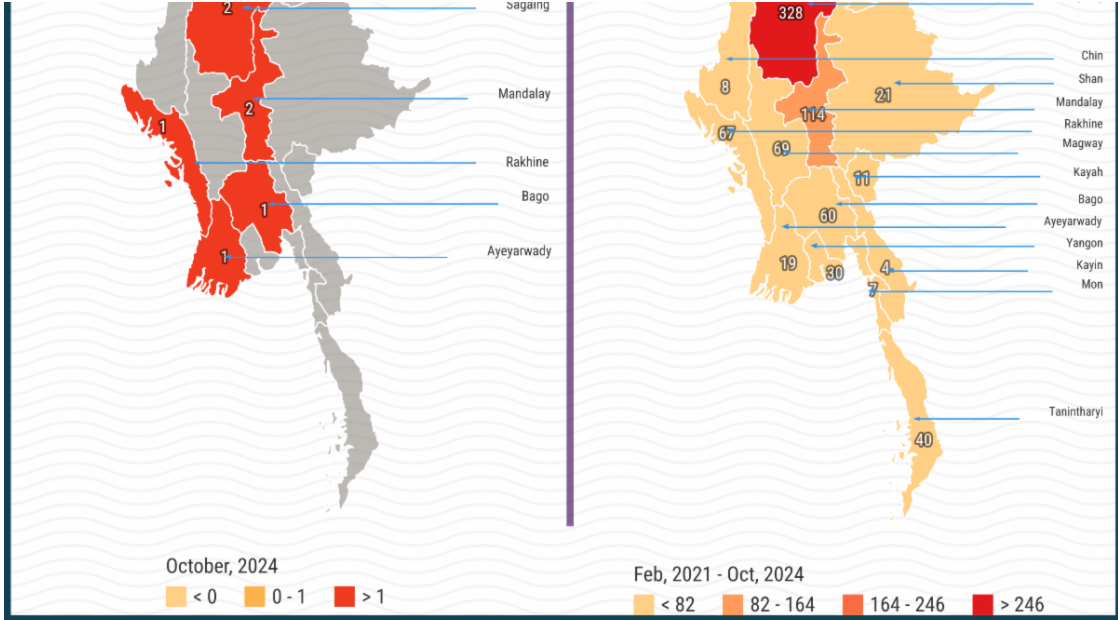 2
Sagaing
Mandalay
2
1
Rakhine
Bago
1
Ayeyarwady
1
October, 2024
< 0
0 - 1
> 1
328
Chin
8
Shan
21
Mandalay
114
Rakhine
67
Magway
69
Kayah
11
Bago
60
Ayeyarwady
19
Yangon
30
Kayin
4
Mon
7
Tanintharyi
40
Feb, 2021 - Oct, 2024
< 82
82 - 164
164 - 246
> 246